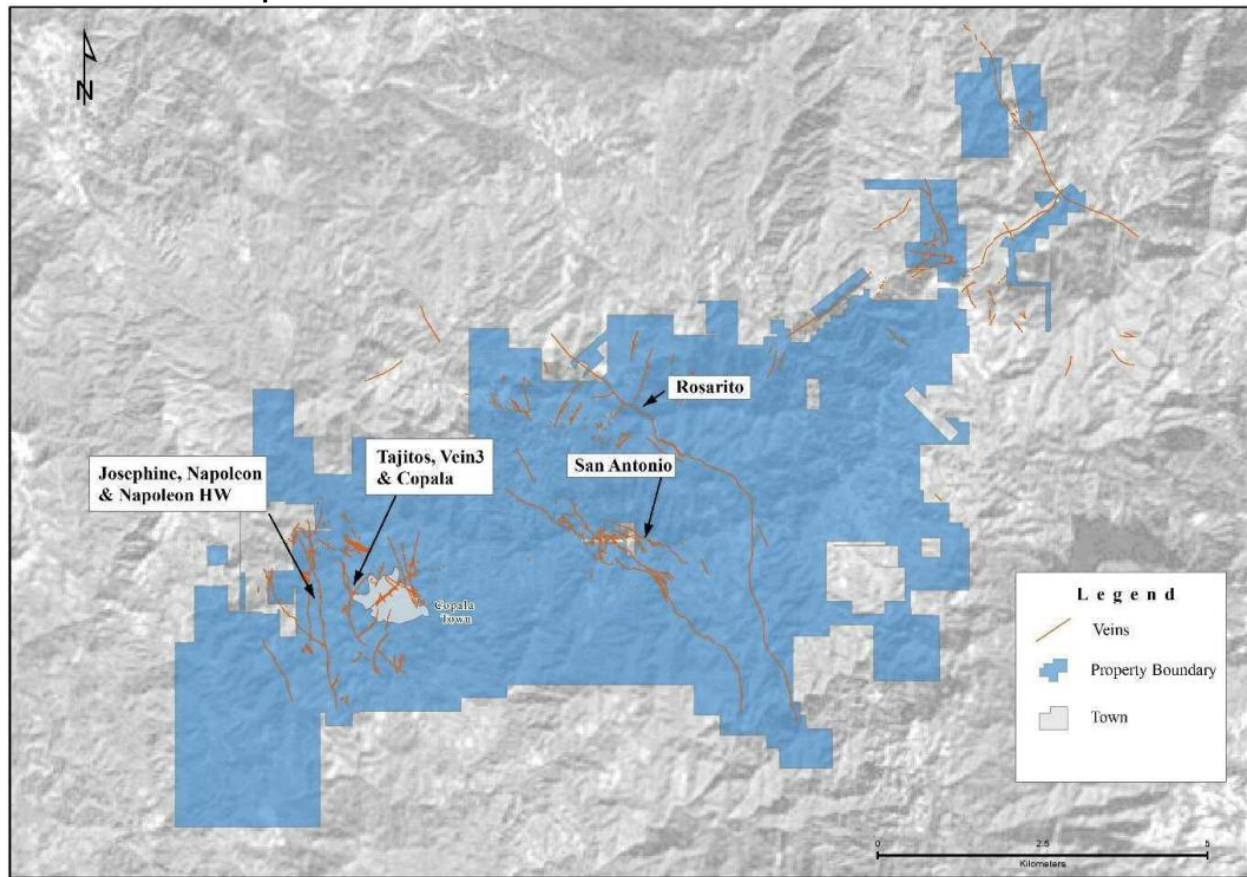 N
Rosarito
Tajitos, Vein3
& Copala
San Antonio
Josephine, Napoleon
& Napoleon HW
Copala
Town
Legend
Veins
Property Boundary
Town
0
2.5
5
Kilometers